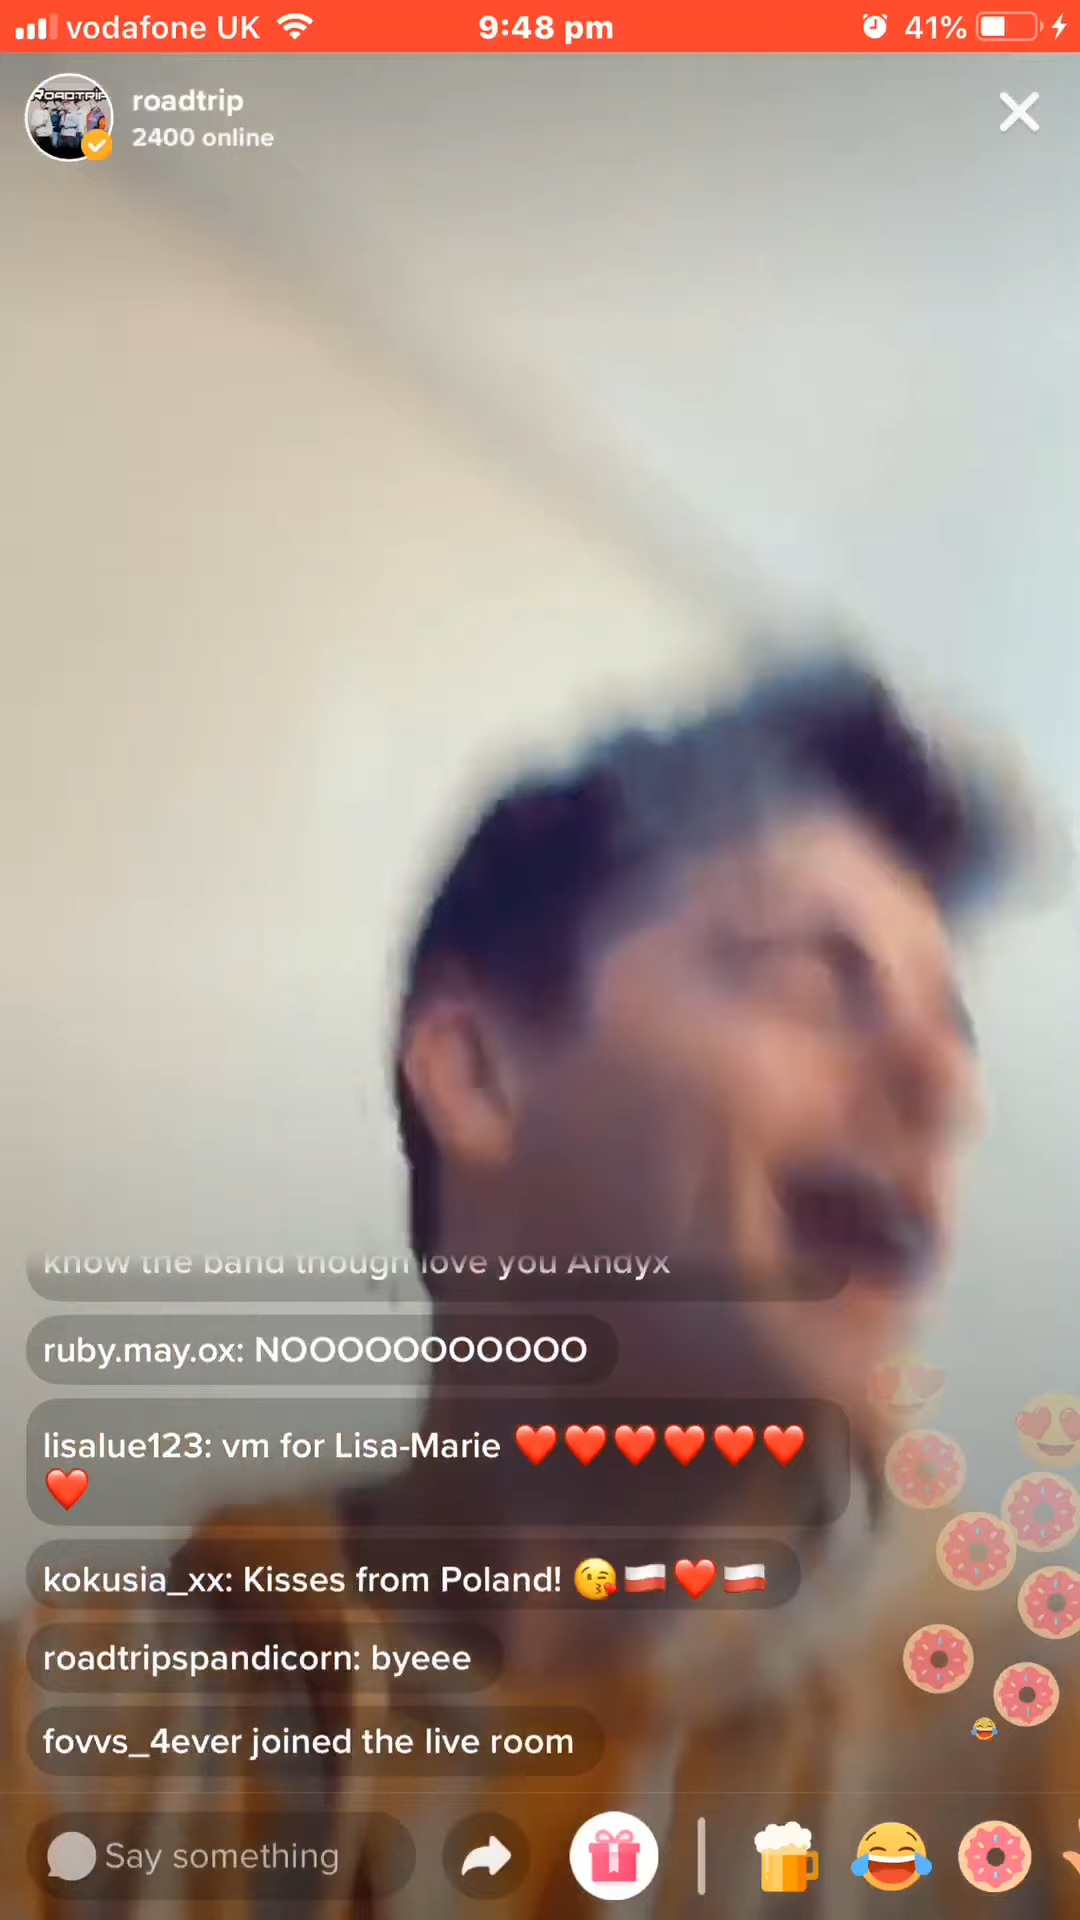 vodafone UK
9:48 pm
41%
ROADTRIP
roadtrip
2400 online
know the band though love you Andyx
ruby.may.ox: NOOOOOOOOOOO
lisalue123: vm for Lisa-Marie ❤️❤️❤️❤️❤️❤️
❤️
kokusia_xx: Kisses from Poland! 😘🇵🇱❤️🇵🇱
roadtripspandicorn: byeee
fovvs_4ever joined the live room
Say something